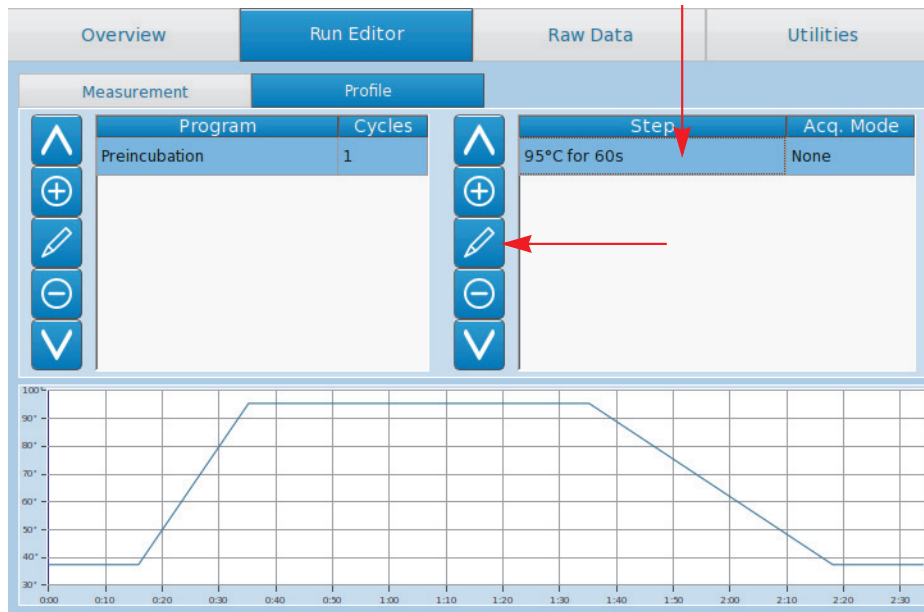 Overview Run Editor Raw Data Utilities
Measurement Profile
Program Cycles
Preincubation 1
Step Acq. Mode
95°C for 60s None
100°
90°
80°
70°
60°
50°
40°
30°
0:00 0:10 0:20 0:30 0:40 0:50 1:00 1:10 1:20 1:30 1:40 1:50 2:00 2:10 2:20 2:30